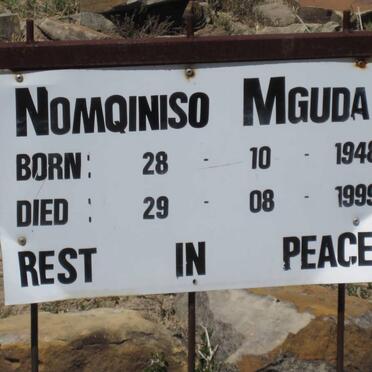 NOMQINISO MGUDA
BORN: 28 - 10 - 1948
DIED: 29 - 08 - 1999
REST IN PEACE